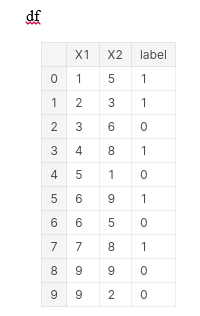 df
X1 X2 label
0 1 5 1
1 2 3 1
2 3 6 0
3 4 8 1
4 5 1 0
5 6 9 1
6 6 5 0
7 7 8 1
8 9 9 0
9 9 2 0